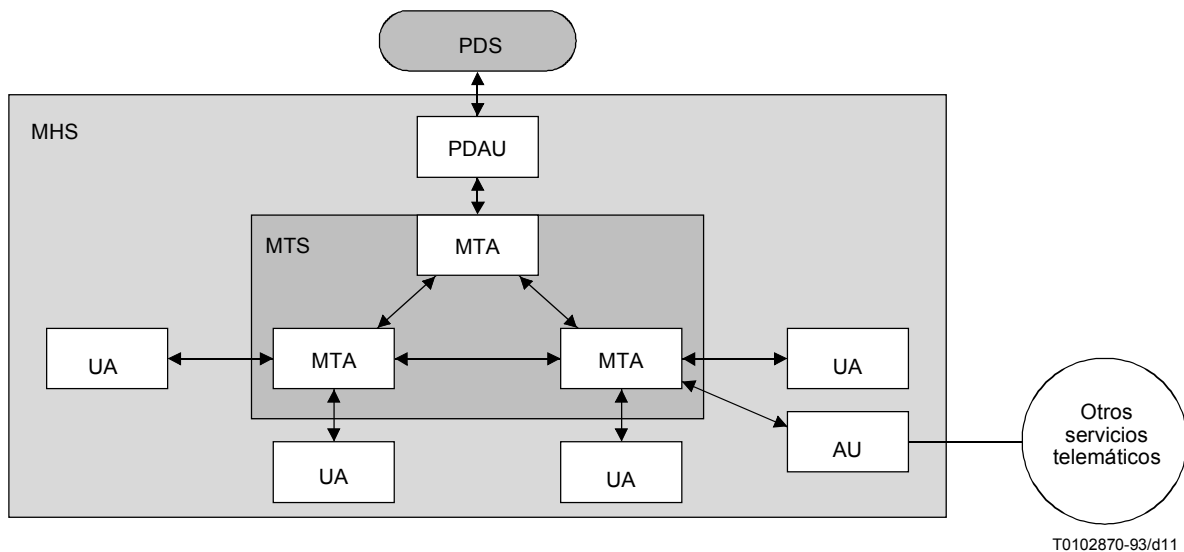 PDS
MHS
PDAU
MTS
MTA
UA
MTA
MTA
UA
UA
UA
AU
Otros
servicios
telemáticos
T0102870-93/d11